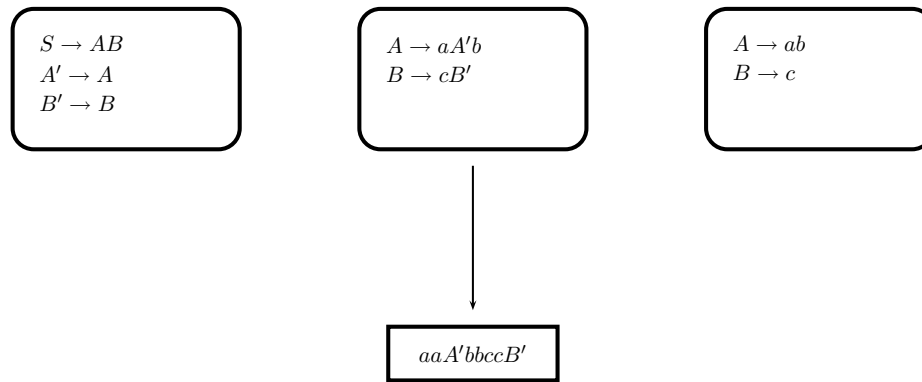 S → AB
A′ → A
B′ → B
A → aA′b
B → cB′
A → ab
B → c
aaA′bbccB′